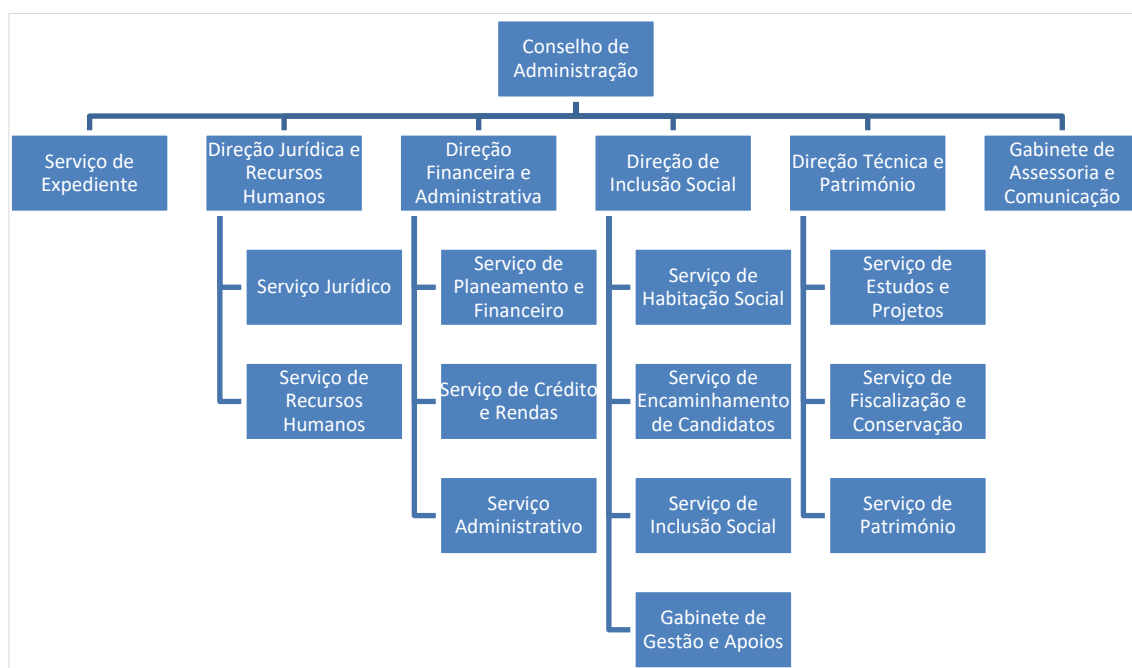 Conselho de
Administração
Serviço de
Expediente
Direção Jurídica e
Recursos
Humanos
Direção
Financeira e
Administrativa
Direção de
Inclusão Social
Direção Técnica e
Património
Gabinete de
Assessoria e
Comunicação
Serviço Jurídico
Serviço de
Planeamento e
Financeiro
Serviço de
Habitação Social
Serviço de
Estudos e
Projetos
Serviço de
Recursos
Humanos
Serviço de Crédito
e Rendas
Serviço de
Encaminhamento
de Candidatos
Serviço de
Fiscalização e
Conservação
Serviço
Administrativo
Serviço de
Inclusão Social
Serviço de
Património
Gabinete de
Gestão e Apoios